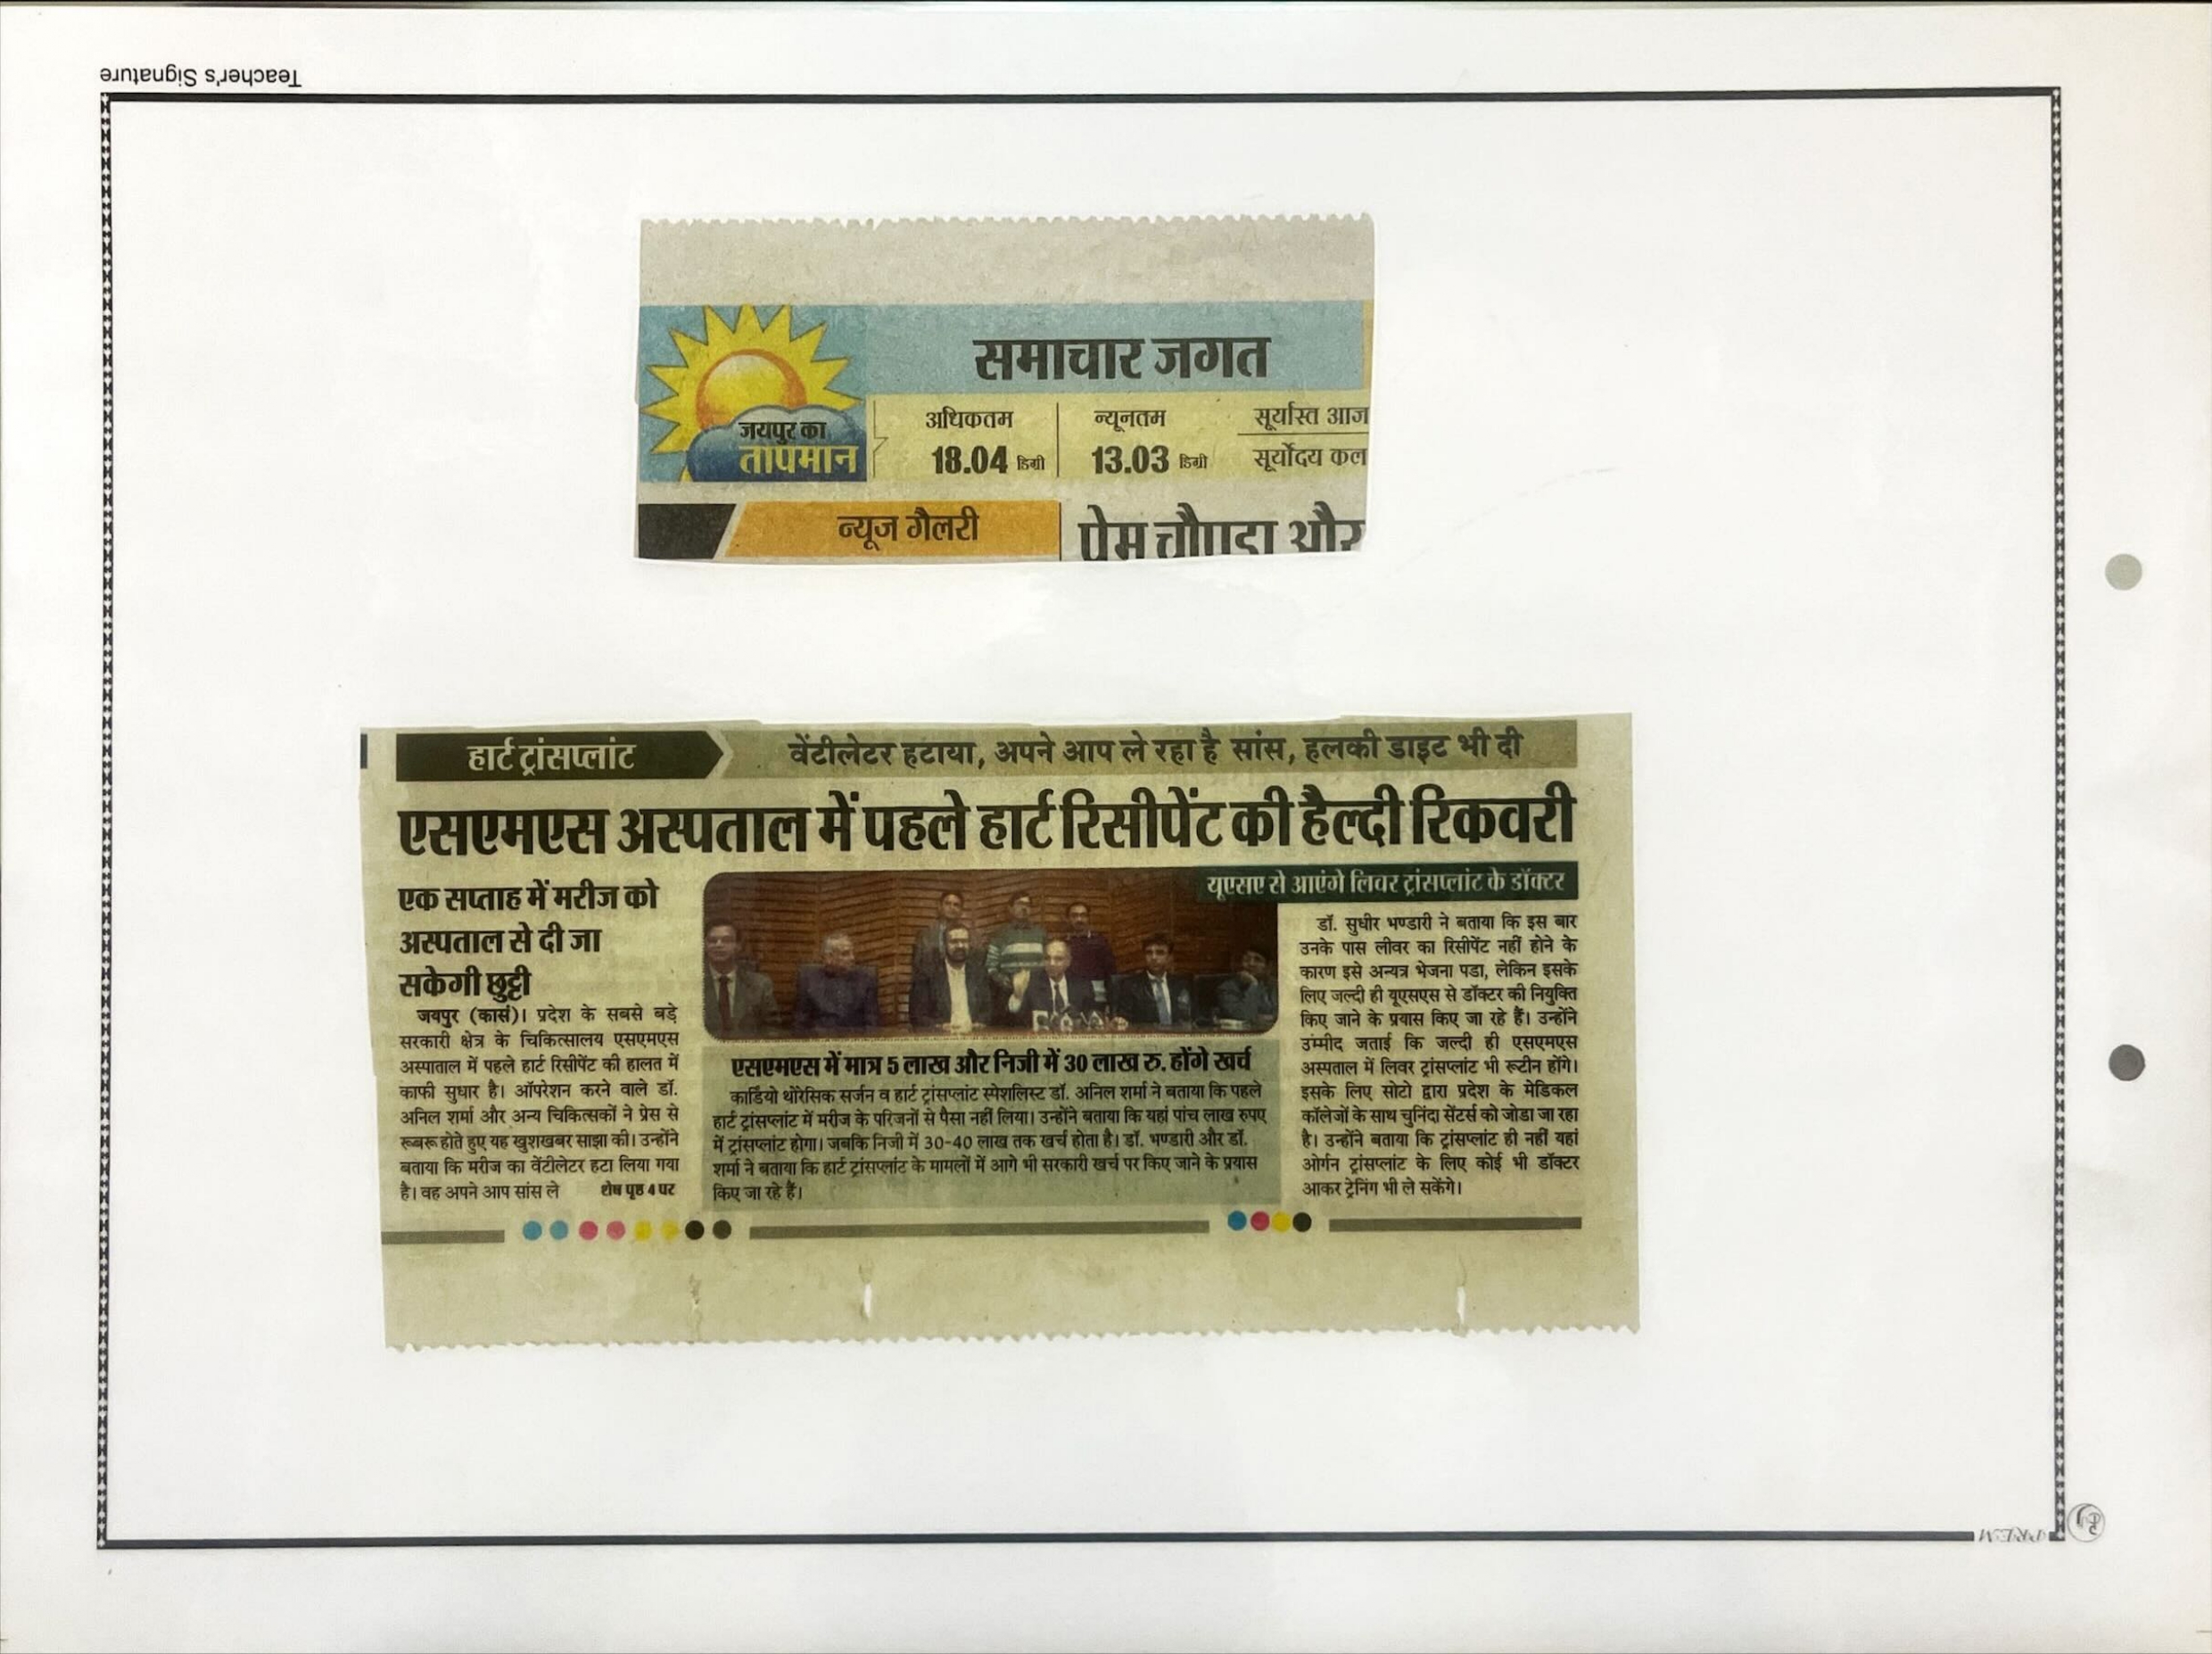 Teacher's Signature
समाचार जगत
जयपुर का
तापमान
अधिकतम
18.04 डिग्री
न्यूनतम
13.03 डिग्री
सूर्यास्त आज
सूर्योदय कल
न्यूज गैलरी
पेम चौपडा और
हार्ट ट्रांसप्लांट
वेंटीलेटर हटाया, अपने आप ले रहा है सांस, हलकी डाइट भी दी
एसएमएस अस्पताल में पहले हार्ट रिसीपेंट की हैल्दी रिकवरी
एक सप्ताह में मरीज को
अस्पताल से दी जा
सकेगी छुट्टी
जयपुर (कासं)। प्रदेश के सबसे बड़े
सरकारी क्षेत्र के चिकित्सालय एसएमएस
अस्पाताल में पहले हार्ट रिसीपेंट की हालत में
काफी सुधार है। ऑपरेशन करने वाले डॉ.
अनिल शर्मा और अन्य चिकित्सकों ने प्रेस से
रूबरू होते हुए यह खुशखबर साझा की। उन्होंने
बताया कि मरीज का वेंटीलेटर हटा लिया गया
है। वह अपने आप सांस ले शेष पृष्ठ 4 पर
एसएमएस में मात्र 5 लाख और निजी में 30 लाख रु. होंगे खर्च
कार्डियो थोरेसिक सर्जन व हार्ट ट्रांसप्लांट स्पेशलिस्ट डॉ. अनिल शर्मा ने बताया कि पहले
हार्ट ट्रांसप्लांट में मरीज के परिजनों से पैसा नहीं लिया। उन्होंने बताया कि यहां पांच लाख रुपए
में ट्रांसप्लांट होगा। जबकि निजी में 30-40 लाख तक खर्च होता है। डॉ. भण्डारी और डॉ.
शर्मा ने बताया कि हार्ट ट्रांसप्लांट के मामलों में आगे भी सरकारी खर्च पर किए जाने के प्रयास
किए जा रहे हैं।
यूएसए से आएंगे लिवर ट्रांसप्लांट के डॉक्टर
डॉ. सुधीर भण्डारी ने बताया कि इस बार
उनके पास लीवर का रिसीपेंट नहीं होने के
कारण इसे अन्यत्र भेजना पडा, लेकिन इसके
लिए जल्दी ही यूएसएस से डॉक्टर की नियुक्ति
किए जाने के प्रयास किए जा रहे हैं। उन्होंने
उंम्मीद जताई कि जल्दी ही एसएमएस
अस्पताल में लिवर ट्रांसप्लांट भी रूटीन होंगे।
इसके लिए सोटो द्वारा प्रदेश के मेडिकल
कॉलेजों के साथ चुनिंदा सेंटर्स को जोडा जा रहा
है। उन्होंने बताया कि ट्रांसप्लांट ही नहीं यहां
ओर्गन ट्रांसप्लांट के लिए कोई भी डॉक्टर
आकर ट्रेनिंग भी ले सकेंगे।